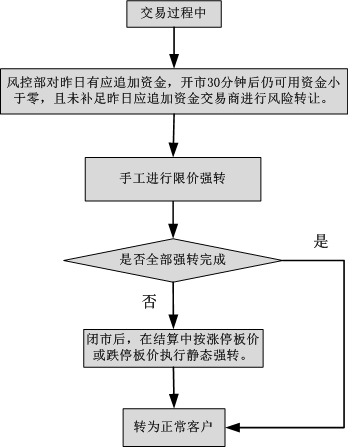 交易过程中
风控部对昨日有应追加资金，开市30分钟后仍可用资金小
于零，且未补足昨日应追加资金交易商进行风险转让。
手工进行限价强转
是否全部强转完成
是
否
闭市后，在结算中按涨停板价
或跌停板价执行静态强转。
转为正常客户